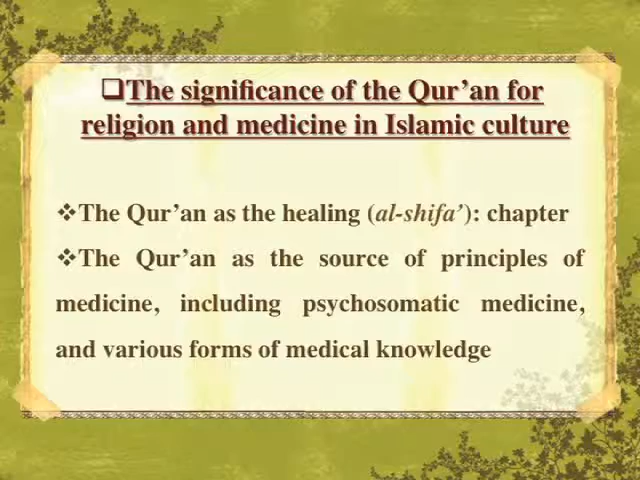 ❑The significance of the Qur’an for
religion and medicine in Islamic culture
❖The Qur’an as the healing (al-shifa’): chapter
❖The Qur’an as the source of principles of
medicine, including psychosomatic medicine,
and various forms of medical knowledge